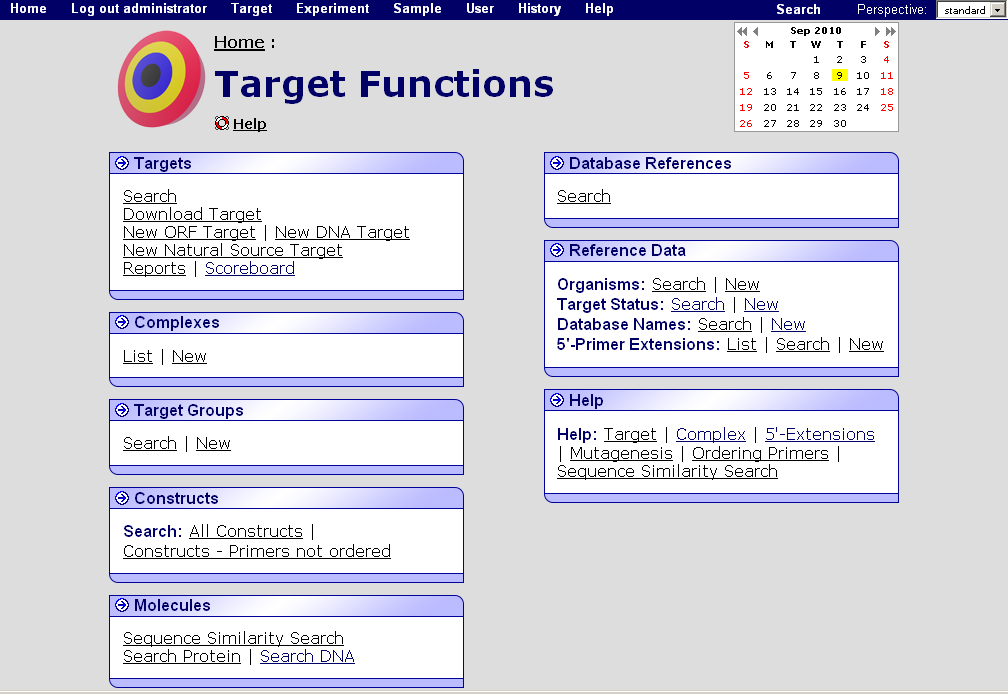 Home Log out administrator Target Experiment Sample User History Help Search Perspective: standard
Home :
Target Functions
Help
Sep 2010
S M T W T F S
1 2 3 4
5 6 7 8 9 10 11
12 13 14 15 16 17 18
19 20 21 22 23 24 25
26 27 28 29 30
Targets
Search
Download Target
New ORF Target | New DNA Target
New Natural Source Target
Reports | Scoreboard
Complexes
List | New
Target Groups
Search | New
Constructs
Search: All Constructs |
Constructs - Primers not ordered
Molecules
Sequence Similarity Search
Search Protein | Search DNA
Database References
Search
Reference Data
Organisms: Search | New
Target Status: Search | New
Database Names: Search | New
5'-Primer Extensions: List | Search | New
Help
Help: Target | Complex | 5'-Extensions
| Mutagenesis | Ordering Primers |
Sequence Similarity Search